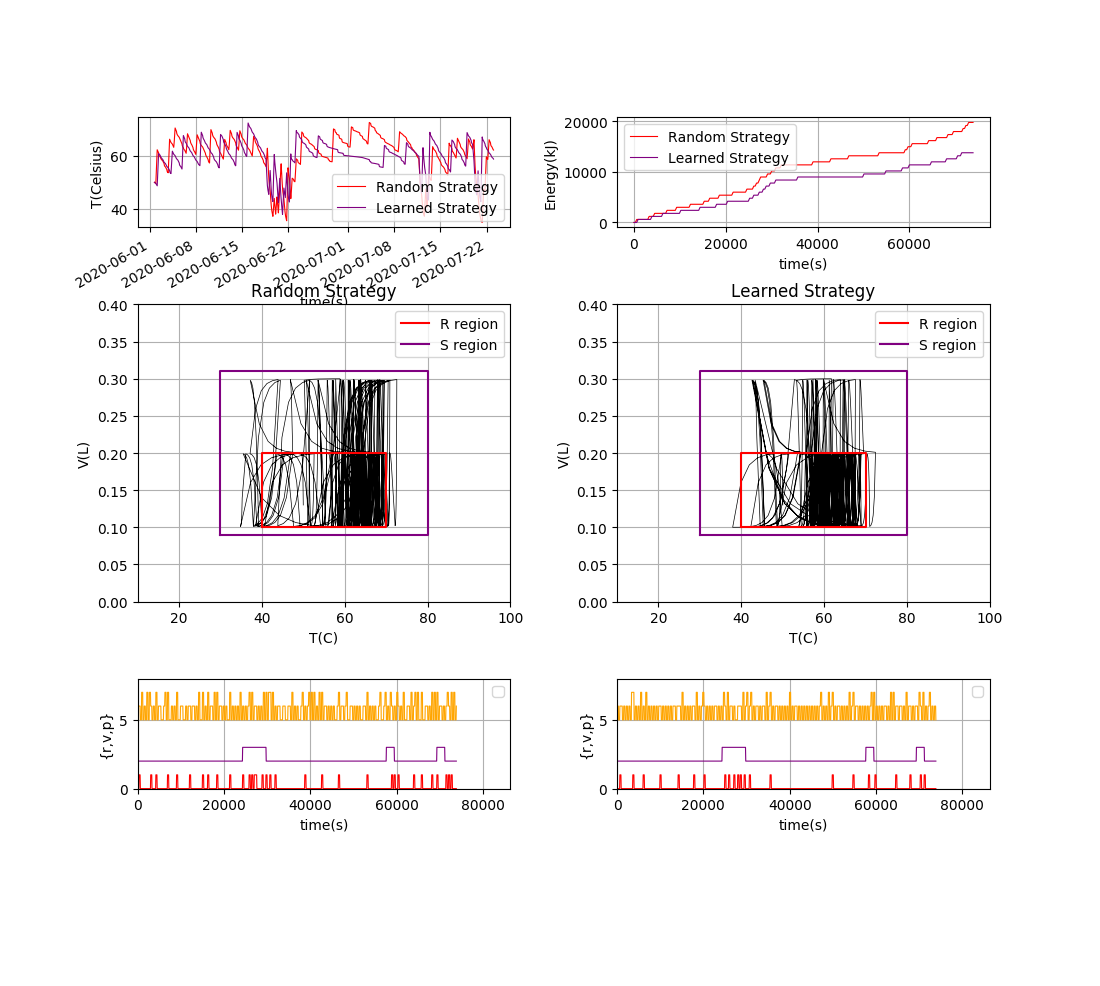 T(Celsius)
60
40
Random Strategy
Learned Strategy
2020-06-01
2020-06-08
2020-06-15
2020-06-22
2020-07-01
2020-07-08
2020-07-15
2020-07-22
time(s)
Energy(kJ)
20000
10000
0
Random Strategy
Learned Strategy
0
20000
40000
60000
time(s)
Random Strategy
V(L)
0.40
0.35
0.30
0.25
0.20
0.15
0.10
0.05
0.00
R region
S region
20
40
60
80
100
T(C)
Learned Strategy
V(L)
0.40
0.35
0.30
0.25
0.20
0.15
0.10
0.05
0.00
R region
S region
20
40
60
80
100
T(C)
{r,v,p}
5
0
0
20000
40000
60000
80000
time(s)
{r,v,p}
5
0
0
20000
40000
60000
80000
time(s)